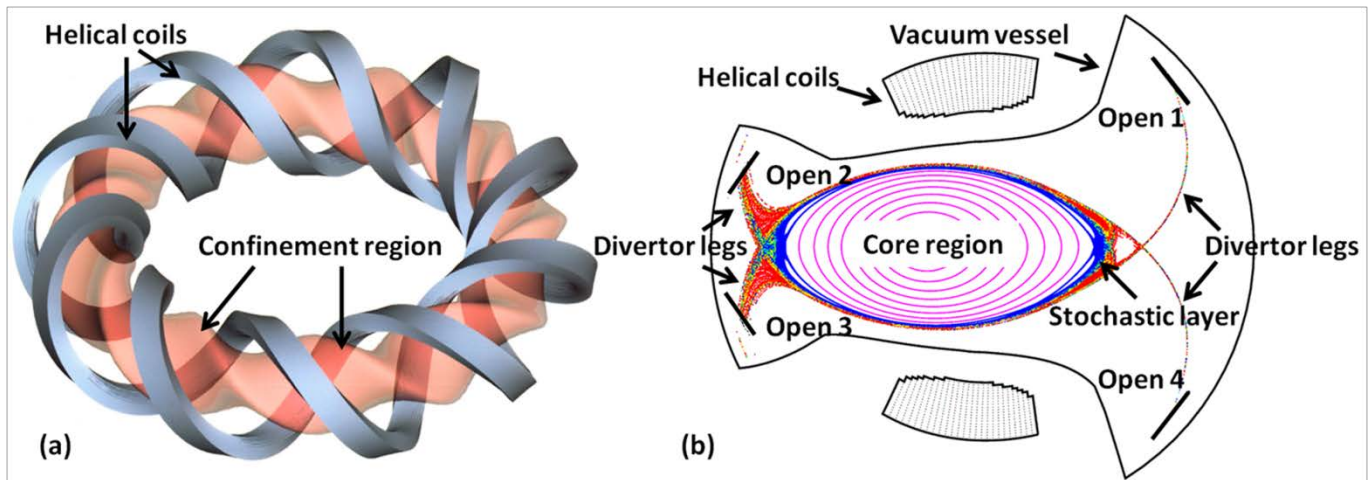 Helical coils
Confinement region
(a)
Vacuum vessel
Helical coils
Open 1
Open 2
Divertor legs
Core region
Divertor legs
Stochastic layer
Open 3
Open 4
(b)